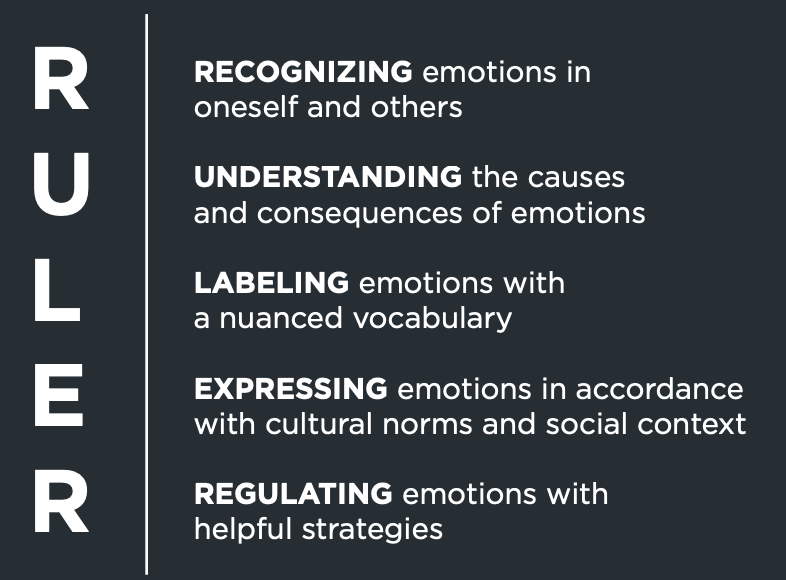 R
RECOGNIZING emotions in
oneself and others
U
UNDERSTANDING the causes
and consequences of emotions
L
LABELING emotions with
a nuanced vocabulary
E
EXPRESSING emotions in accordance
with cultural norms and social context
R
REGULATING emotions with
helpful strategies